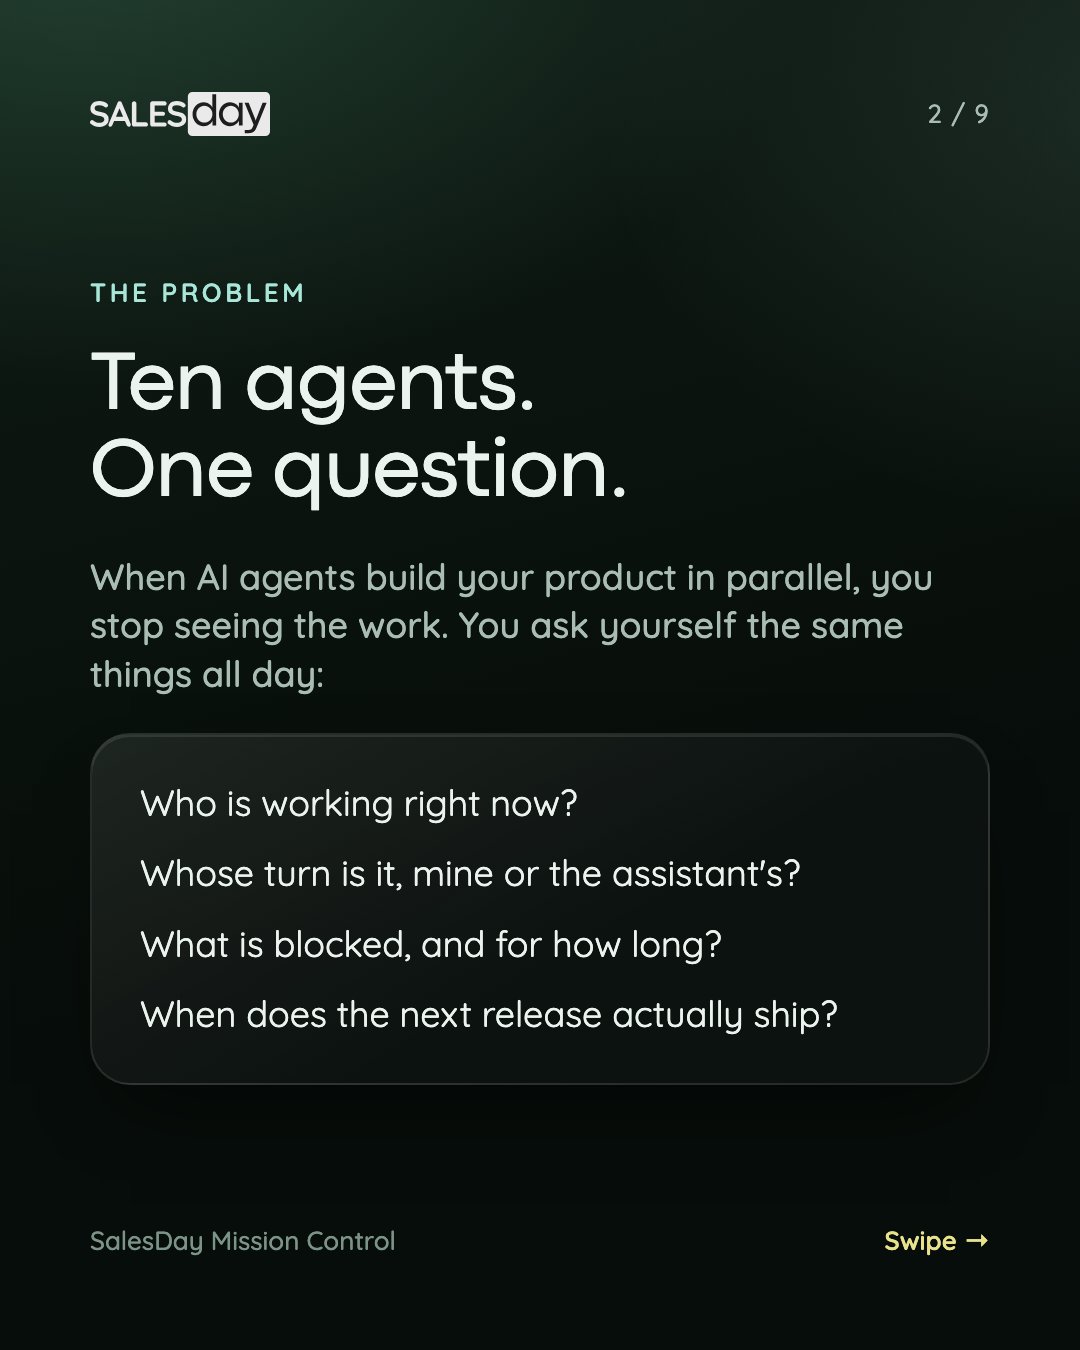 SALESday
2 / 9
THE PROBLEM
Ten agents.
One question.
When AI agents build your product in parallel, you
stop seeing the work. You ask yourself the same
things all day:
Who is working right now?
Whose turn is it, mine or the assistant's?
What is blocked, and for how long?
When does the next release actually ship?
SalesDay Mission Control
Swipe →